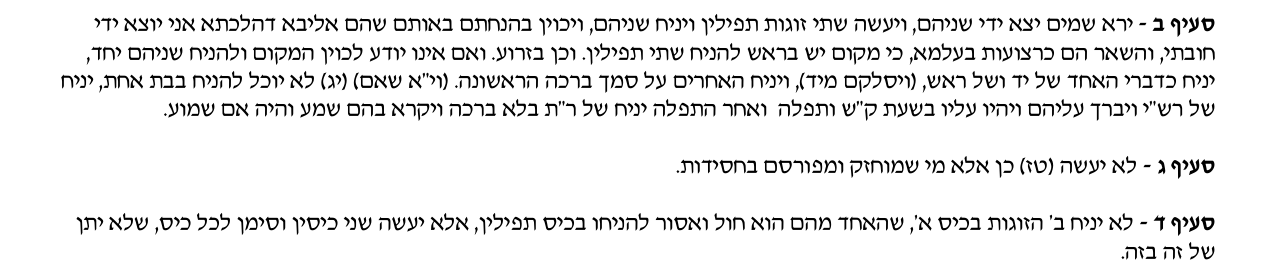 סעיף ב - ירא שמים יצא ידי שניהם, ויעשה שתי זוגות תפילין ויניח שניהם, ויכוין בהנחתם באותם שהם אליבא דהלכתא אני יוצא ידי
חובתי, והשאר הם כרצועות בעלמא, כי מקום יש בראש להניח שתי תפילין. וכן בזרוע. ואם אינו יודע לכוין המקום ולהניח שניהם יחד,
יניח כדברי האחד של יד ושל ראש, (ויסלקם מיד), ויניח האחרים על סמך ברכה הראשונה. (וי"א שאם) (יג) לא יוכל להניח בבת אחת, יניח
של רש"י ויברך עליהם ויהיו עליו בשעת ק"ש ותפלה ואחר התפלה יניח של ר"ת בלא ברכה ויקרא בהם שמע והיה אם שמוע.
סעיף ג - לא יעשה (טז) כן אלא מי שמוחזק ומפורסם בחסידות.
סעיף ד - לא יניח ב' הזוגות בכיס א', שהאחד מהם הוא חול ואסור להניחו בכיס תפילין, אלא יעשה שני כיסין וסימן לכל כיס, שלא יתן
של זה בזה.